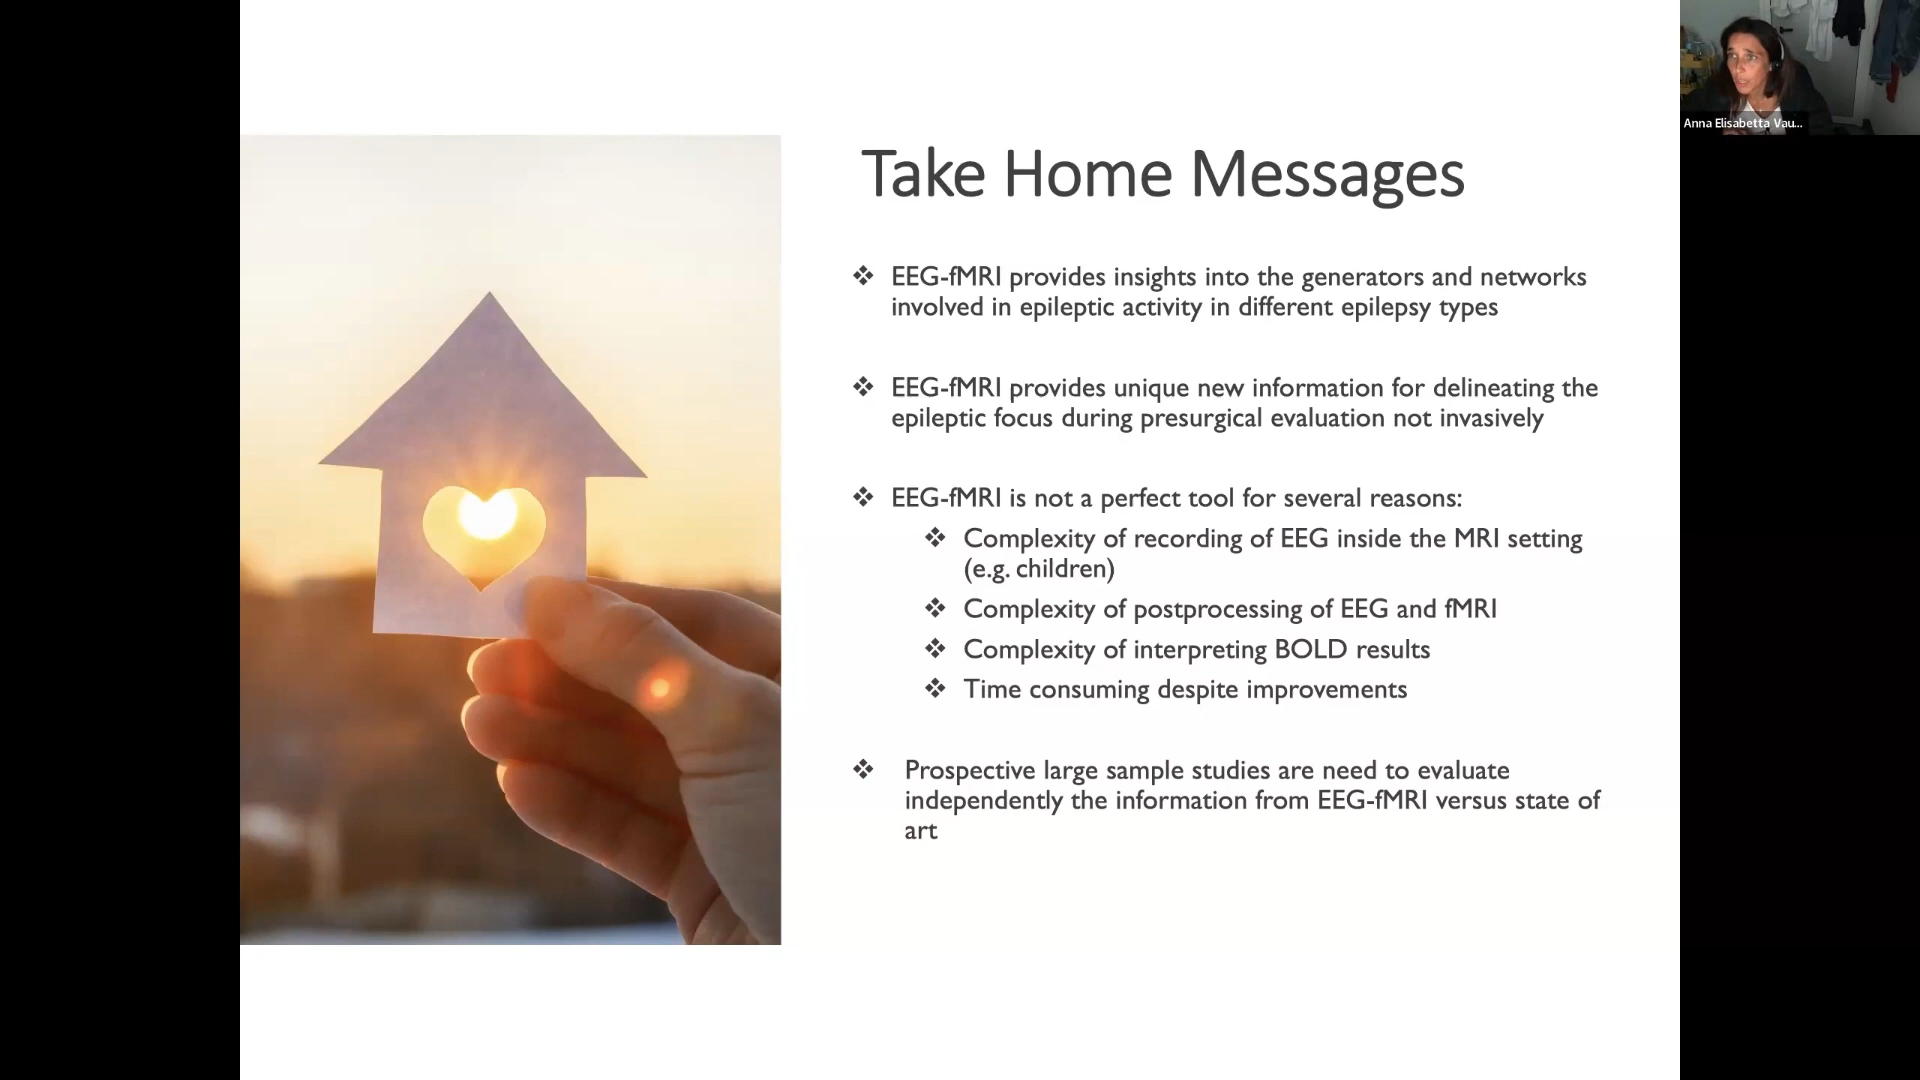 Anna Elisabetta Vau...
Take Home Messages
❖ EEG-fMRI provides insights into the generators and networks
involved in epileptic activity in different epilepsy types
❖ EEG-fMRI provides unique new information for delineating the
epileptic focus during presurgical evaluation not invasively
❖ EEG-fMRI is not a perfect tool for several reasons:
❖ Complexity of recording of EEG inside the MRI setting
(e.g. children)
❖ Complexity of postprocessing of EEG and fMRI
❖ Complexity of interpreting BOLD results
❖ Time consuming despite improvements
❖ Prospective large sample studies are need to evaluate
independently the information from EEG-fMRI versus state of
art